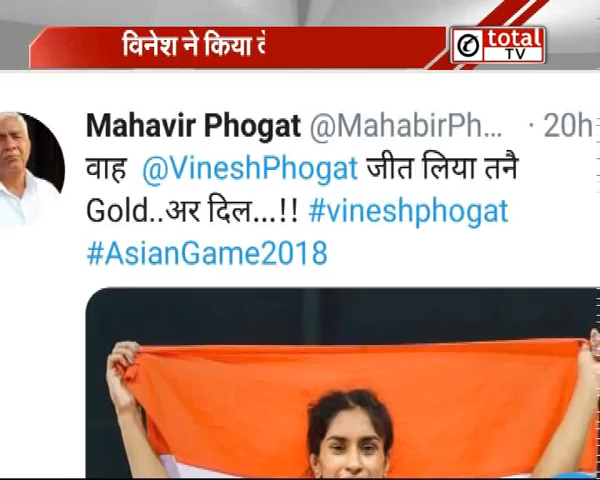 विनेश ने किया
total
TV
Mahavir Phogat @MahabirPh... · 20h
वाह @VineshPhogat जीत लिया तनै
Gold..अर दिल...!! #vineshphogat
#AsianGame2018